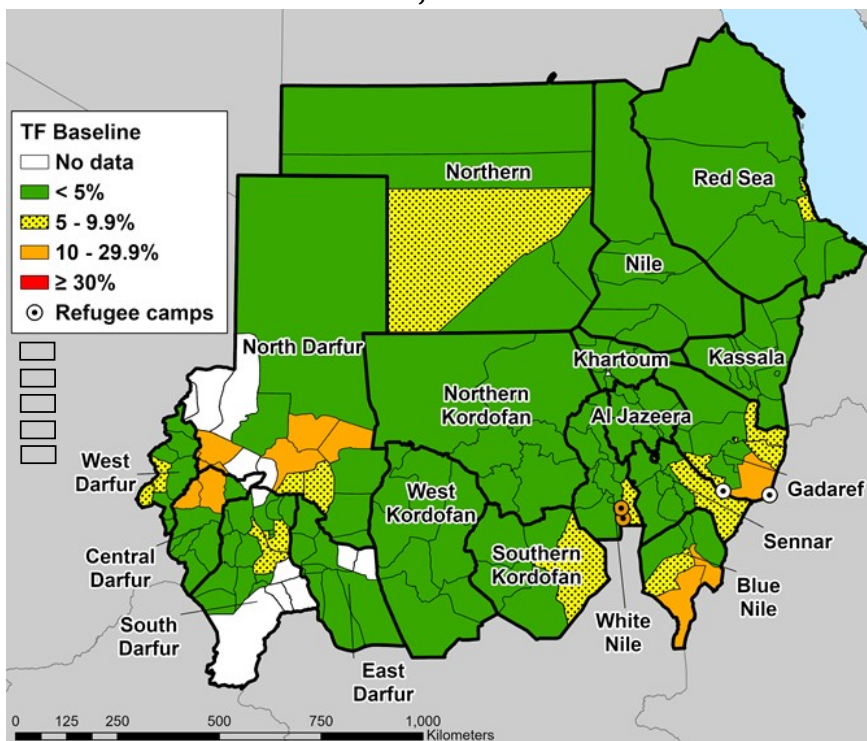 TF Baseline
No data
< 5%
5 - 9.9%
10 - 29.9%
≥ 30%
Refugee camps
Northern
Red Sea
Nile
North Darfur
Khartoum
Kassala
Northern
Kordofan
Al Jazeera
West
Darfur
West
Kordofan
Gadaref
Central
Darfur
Southern
Kordofan
Sennar
Blue
Nile
South
Darfur
White
Nile
East
Darfur
0 125 250 500 750 1,000
Kilometers